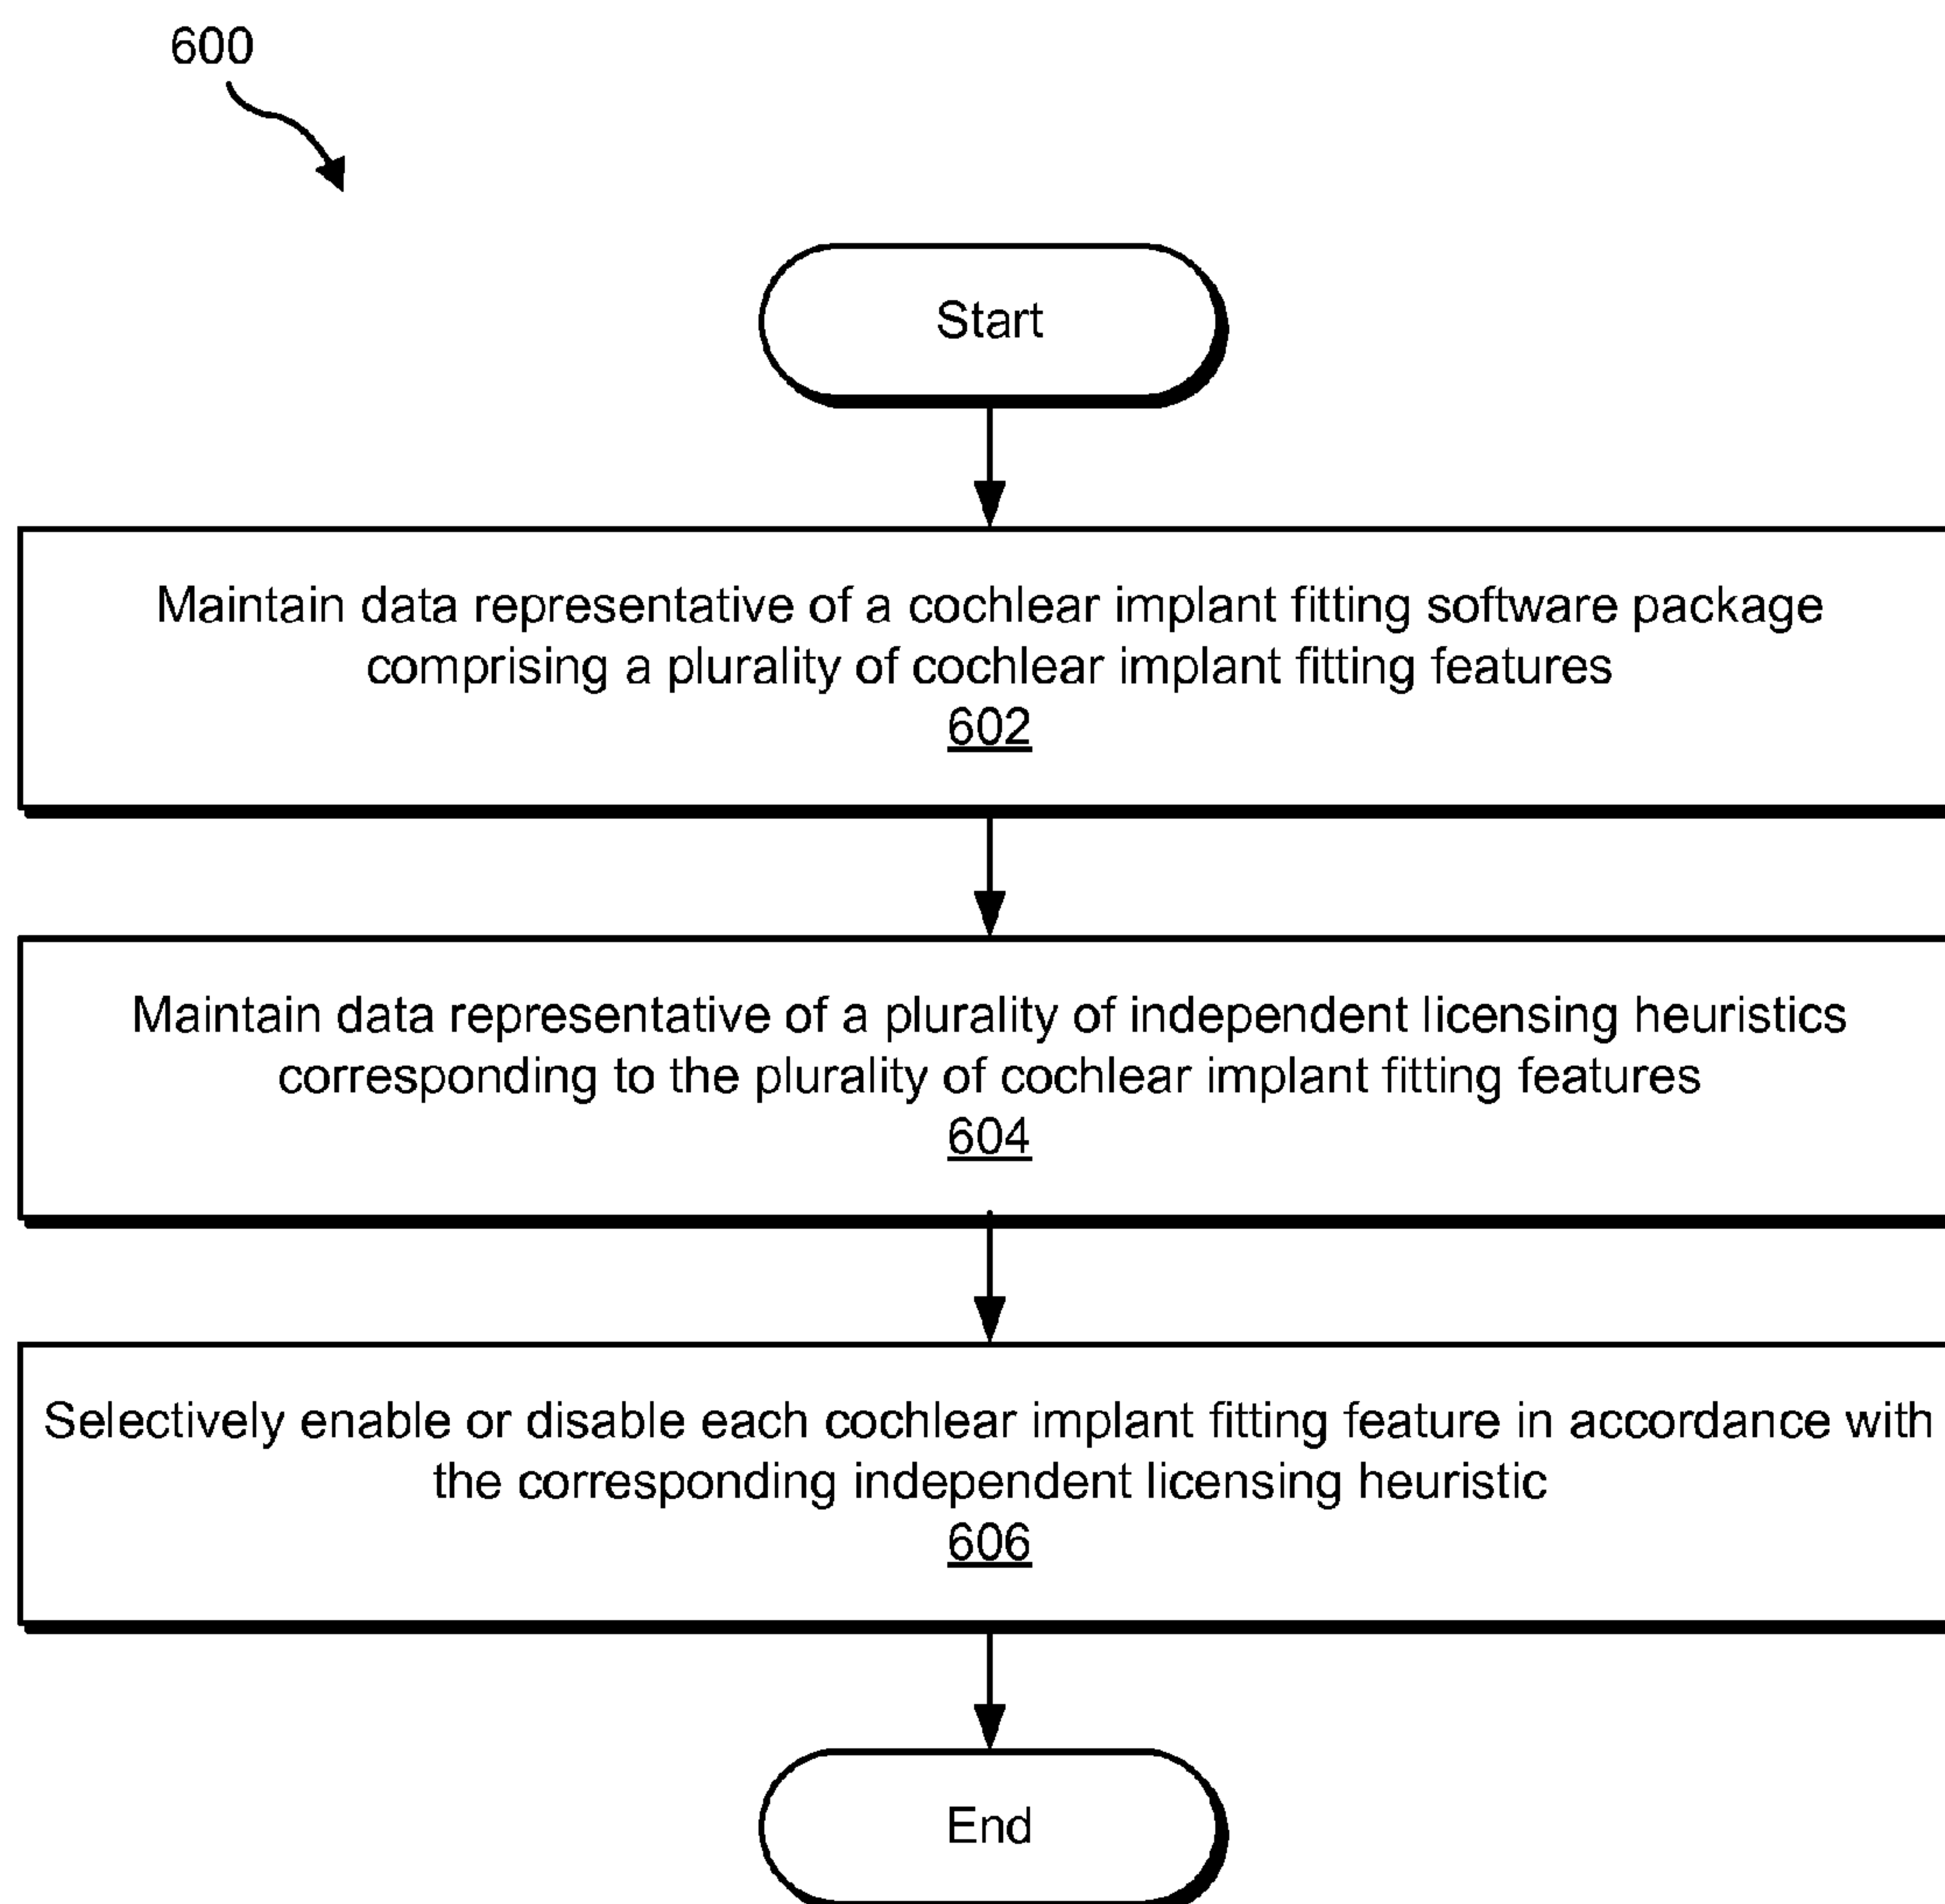 600
Start
Maintain data representative of a cochlear implant fitting software package
comprising a plurality of cochlear implant fitting features
602
Maintain data representative of a plurality of independent licensing heuristics
corresponding to the plurality of cochlear implant fitting features
604
Selectively enable or disable each cochlear implant fitting feature in accordance with
the corresponding independent licensing heuristic
606
End